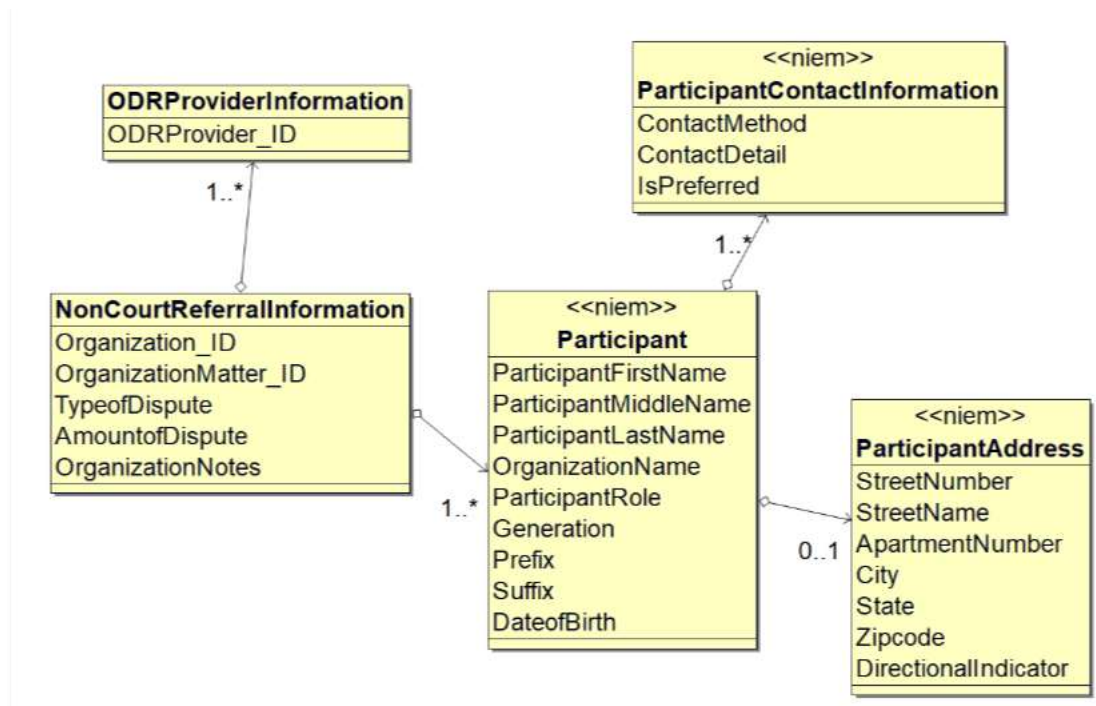 <<niem>>
ParticipantContactInformation
ContactMethod
ContactDetail
IsPreferred
ODRProviderInformation
ODRProvider_ID
1..*
1..*
NonCourtReferralInformation
Organization_ID
OrganizationMatter_ID
TypeofDispute
AmountofDispute
OrganizationNotes
1..*
<<niem>>
Participant
ParticipantFirstName
ParticipantMiddleName
ParticipantLastName
OrganizationName
ParticipantRole
Generation
Prefix
Suffix
DateofBirth
0..1
<<niem>>
ParticipantAddress
StreetNumber
StreetName
ApartmentNumber
City
State
Zipcode
DirectionalIndicator